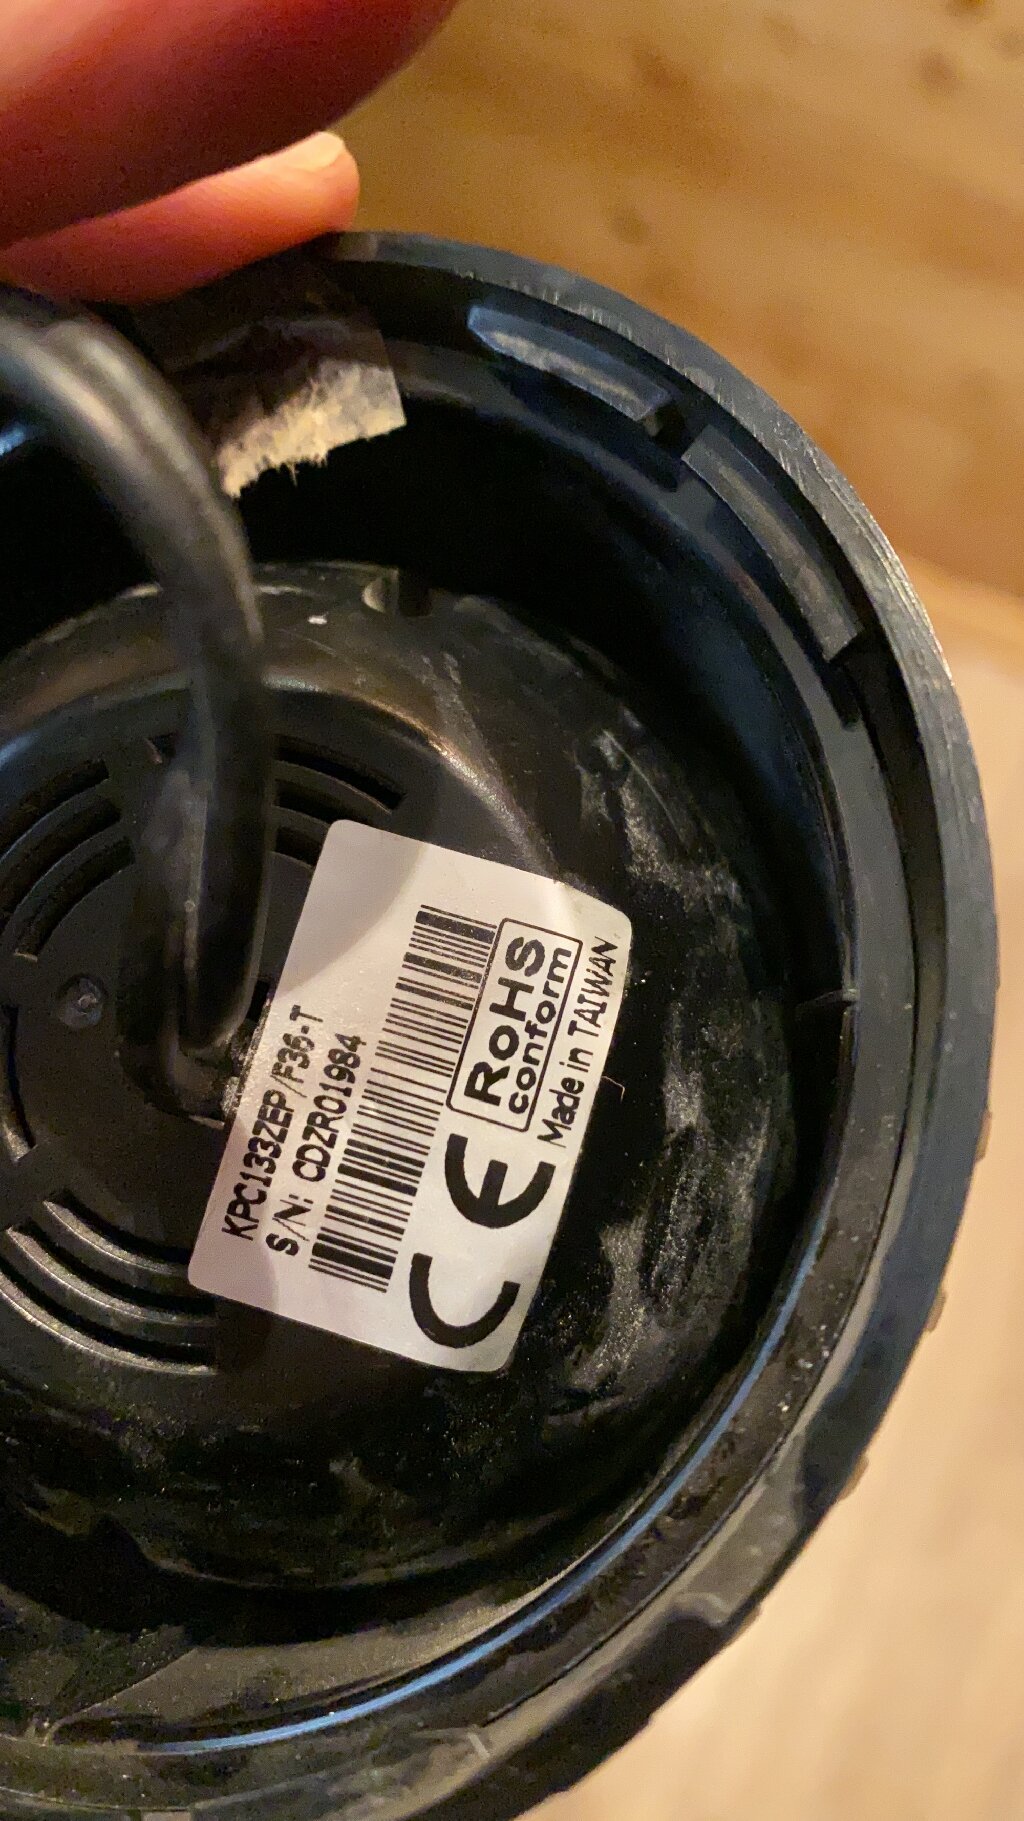 KPC133ZEP/F36-T
S/N: CDZR01984
CE
RoHS
conform
Made in TAIWAN